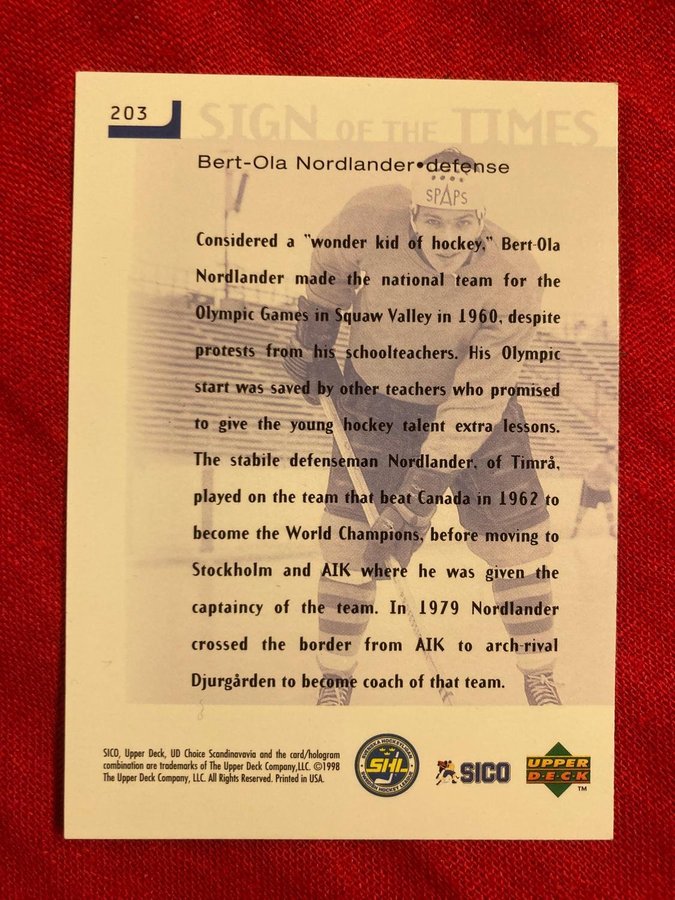 203
SIGN OF THE TIMES
Bert-Ola Nordlander•defense
SPAPs
Considered a "wonder kid of hockey," Bert-Ola
Nordlander made the national team for the
Olympic Games in Squaw Valley in 1960, despite
protests from his schoolteachers. His Olympic
start was saved by other teachers who promised
to give the young hockey talent extra lessons.
The stabile defenseman Nordlander, of Timrå,
played on the team that beat Canada in 1962 to
become the World Champions, before moving to
Stockholm and AIK where he was given the
captaincy of the team. In 1979 Nordlander
crossed the border from AIK to arch-rival
Djurgården to become coach of that team.
SICO, Upper Deck, UD Choice Scandinavavia and the card/hologram
combination are trademarks of The Upper Deck Company,LLC. ©1998
The Upper Deck Company, LLC. All Rights Reserved. Printed in USA.
SVENSKA HOCKEYLIGAN
SHL
SWEDISH HOCKEY LEAGUE
SICO
UPPER
DECK
TM